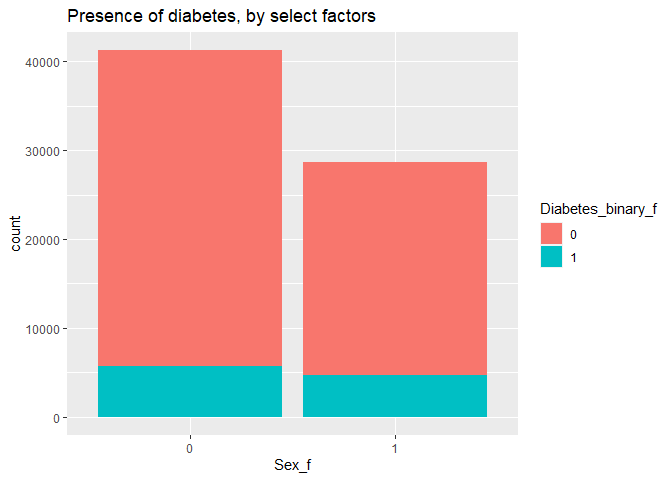 Presence of diabetes, by select factors
40000
30000
20000
10000
0
count
0
1
Sex_f
Diabetes_binary_f
0
1